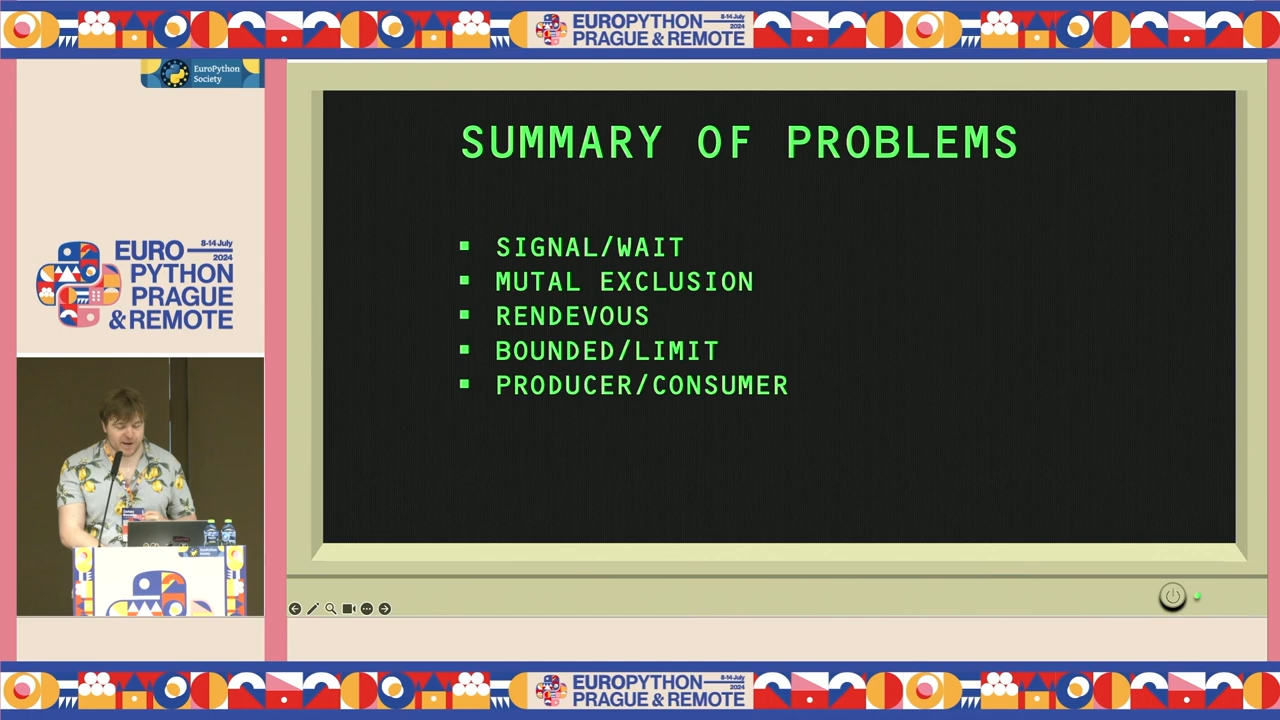 EUROPYTHON
8-14 July
2024
PRAGUE & REMOTE
EuroPython
Society
SUMMARY OF PROBLEMS
▪ SIGNAL/WAIT
▪ MUTAL EXCLUSION
▪ RENDEVOUS
▪ BOUNDED/LIMIT
▪ PRODUCER/CONSUMER
EURO
8-14 July
2024
PYTHON
PRAGUE
& REMOTE
EUROPYTHON
8-14 July
2024
PRAGUE & REMOTE